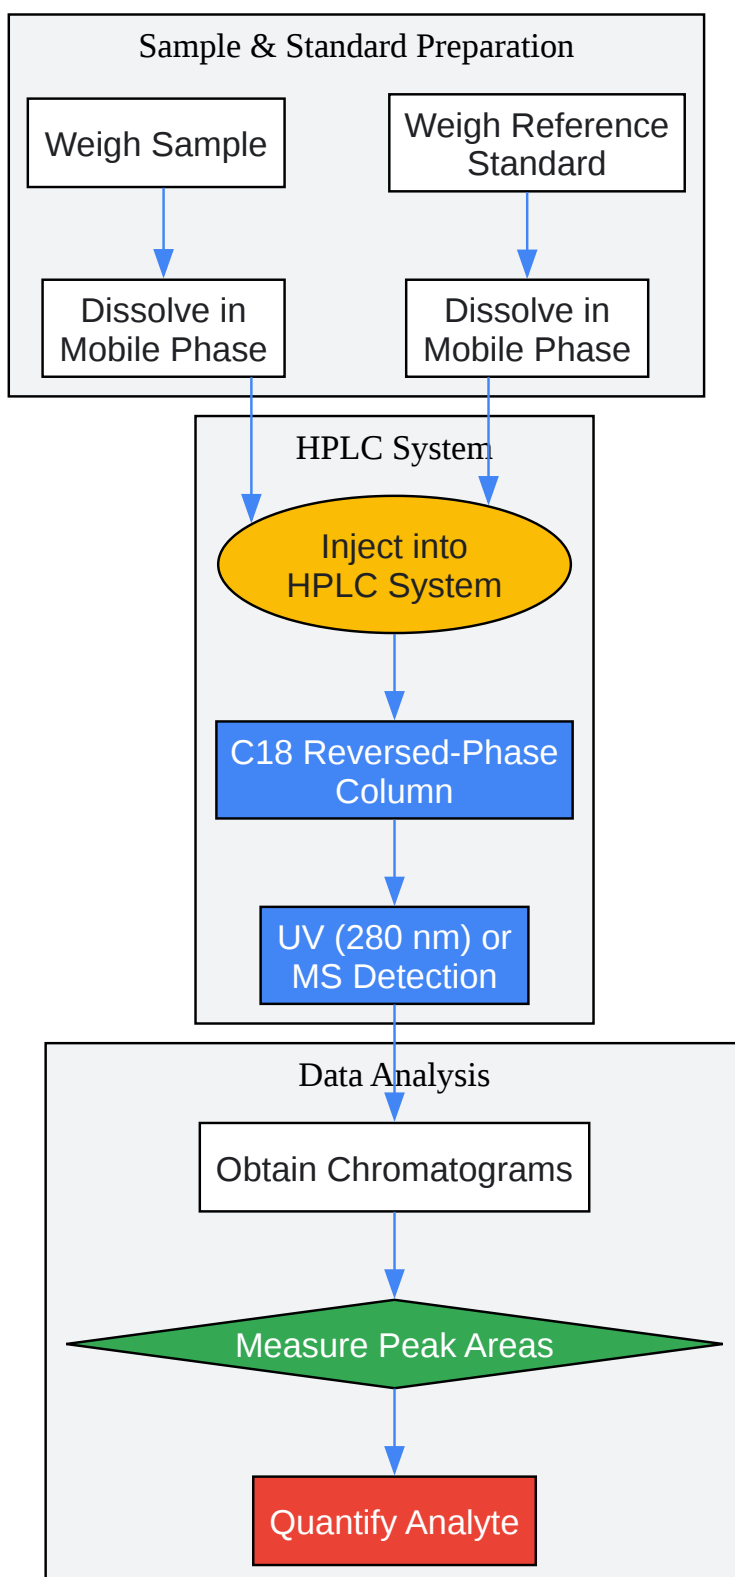 Sample & Standard Preparation
Weigh Sample
Weigh Reference
Standard
Dissolve in
Mobile Phase
Dissolve in
Mobile Phase
HPLC System
Inject into
HPLC System
C18 Reversed-Phase
Column
UV (280 nm) or
MS Detection
Data Analysis
Obtain Chromatograms
Measure Peak Areas
Quantify Analyte